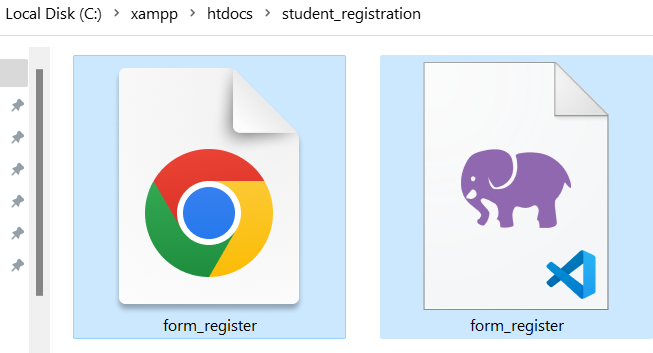 Local Disk (C:) > xampp > htdocs > student_registration
form_register
form_register